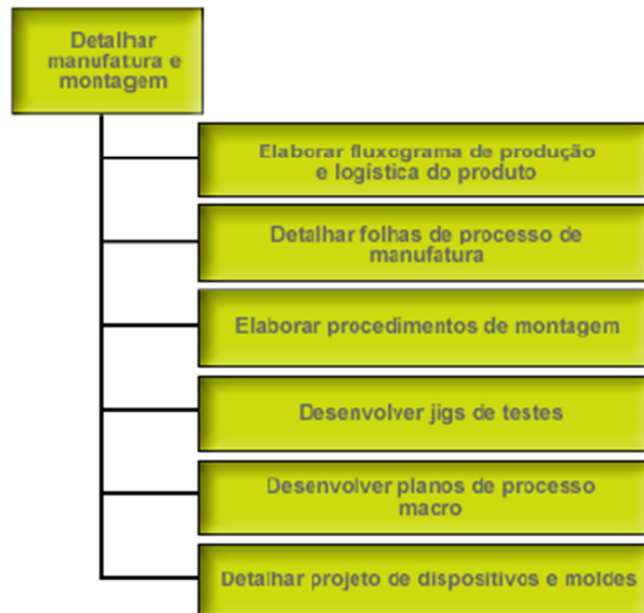 Detalhar
manufatura e
montagem
Elaborar fluxograma de produção
e logística do produto
Detalhar folhas de processo de
manufatura
Elaborar procedimentos de montagem
Desenvolver jigs de testes
Desenvolver planos de processo
macro
Detalhar projeto de dispositivos e moldes